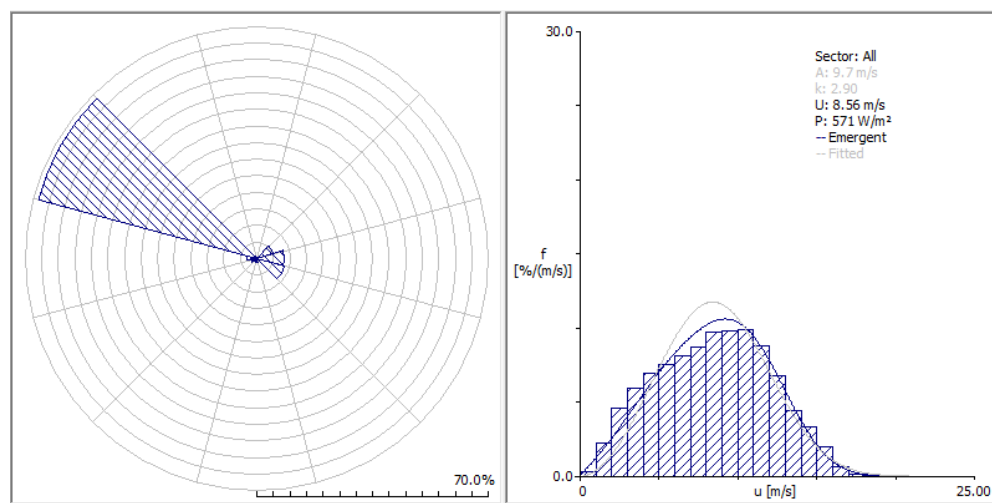 70.0%
30.0
Sector: All
A: 9.7 m/s
k: 2.90
U: 8.56 m/s
P: 571 W/m²
-- Emergent
-- Fitted
f
[%/(m/s)]
0.0
0
u [m/s]
25.00